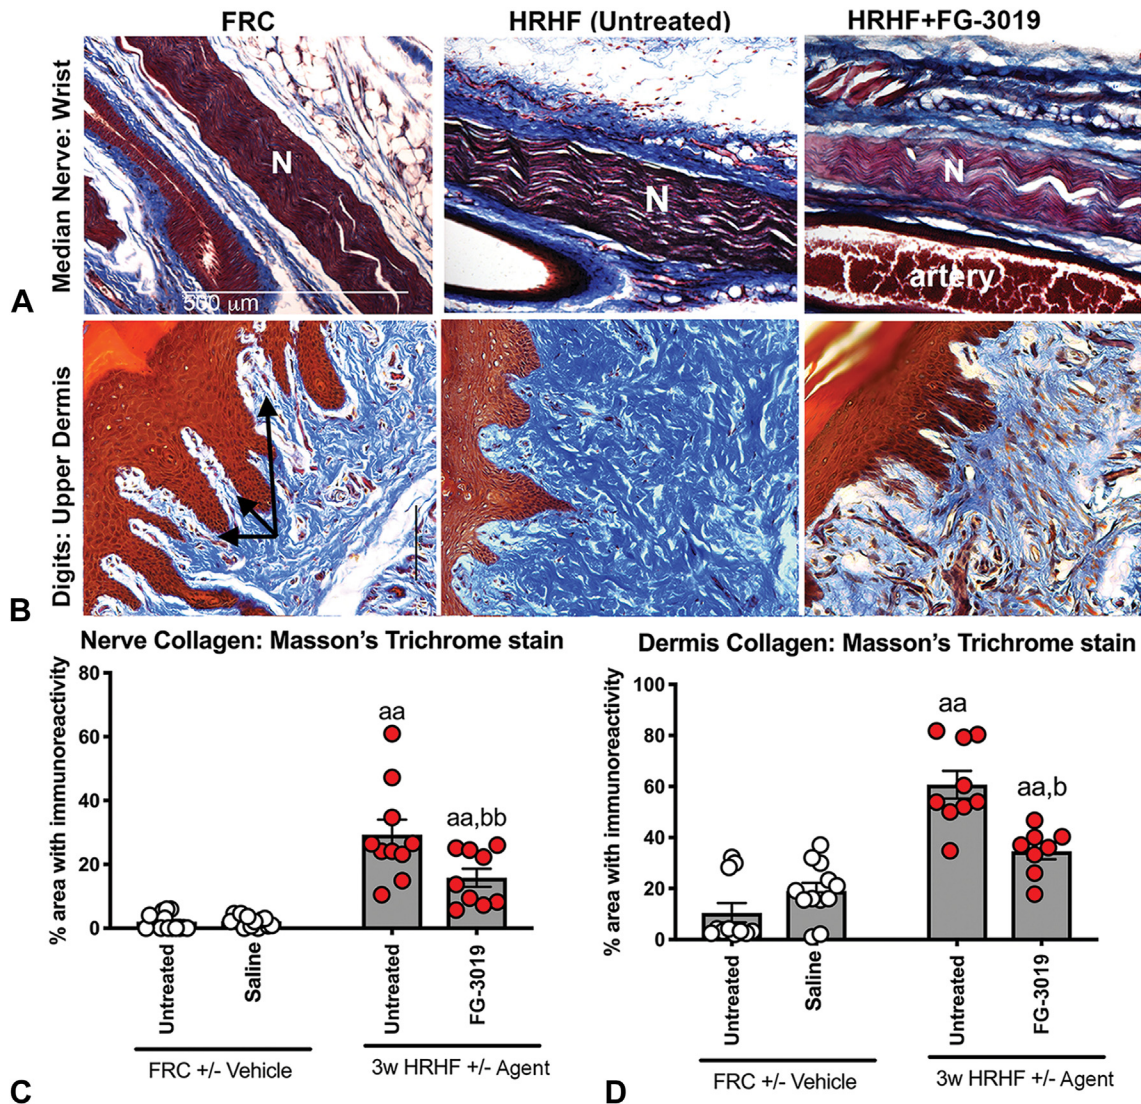 FRC
HRHF (Untreated)
HRHF+FG-3019
Median Nerve: Wrist
N
500 µm
N
N
artery
A
Digits: Upper Dermis
B
Nerve Collagen: Masson's Trichrome stain
% area with immunoreactivity
80
60
40
20
0
aa
aa,bb
Untreated
Saline
Untreated
FG-3019
FRC +/- Vehicle
3w HRHF +/- Agent
C
Dermis Collagen: Masson's Trichrome stain
% area with immunoreactivity
100
80
60
40
20
0
aa
aa,b
Untreated
Saline
Untreated
FG-3019
FRC +/- Vehicle
3w HRHF +/- Agent
D